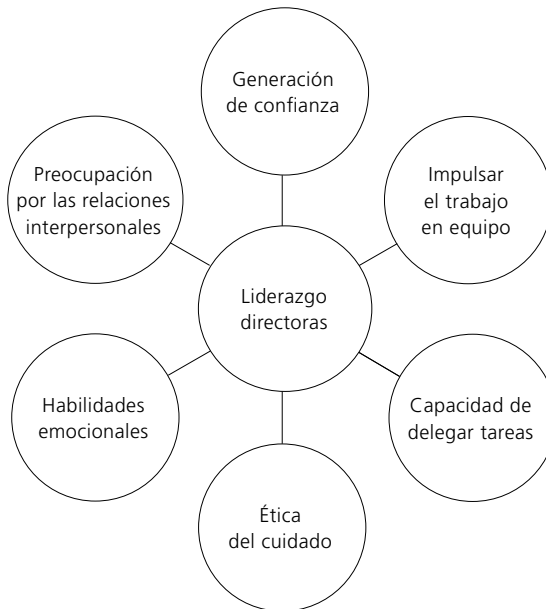 Generación
de confianza
Preocupación
por las relaciones
interpersonales
Impulsar
el trabajo
en equipo
Liderazgo
directoras
Habilidades
emocionales
Capacidad de
delegar tareas
Ética
del cuidado